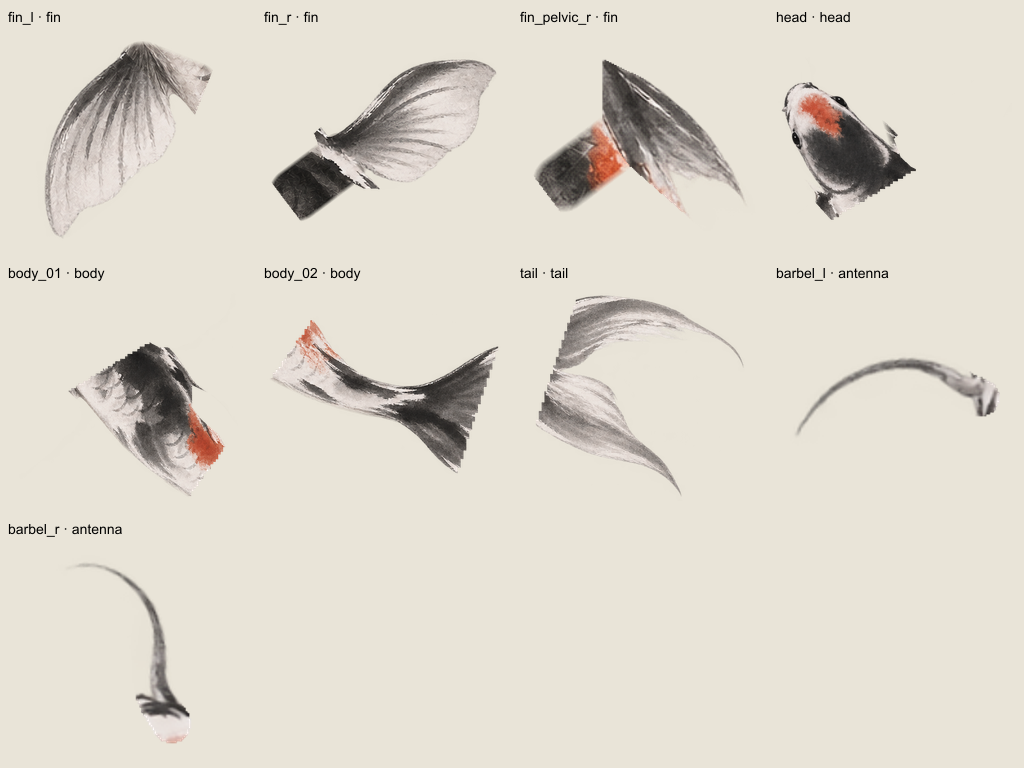 fin_l · fin
fin_r · fin
fin_pelvic_r · fin
head · head
body_01 · body
body_02 · body
tail · tail
barbel_l · antenna
barbel_r · antenna